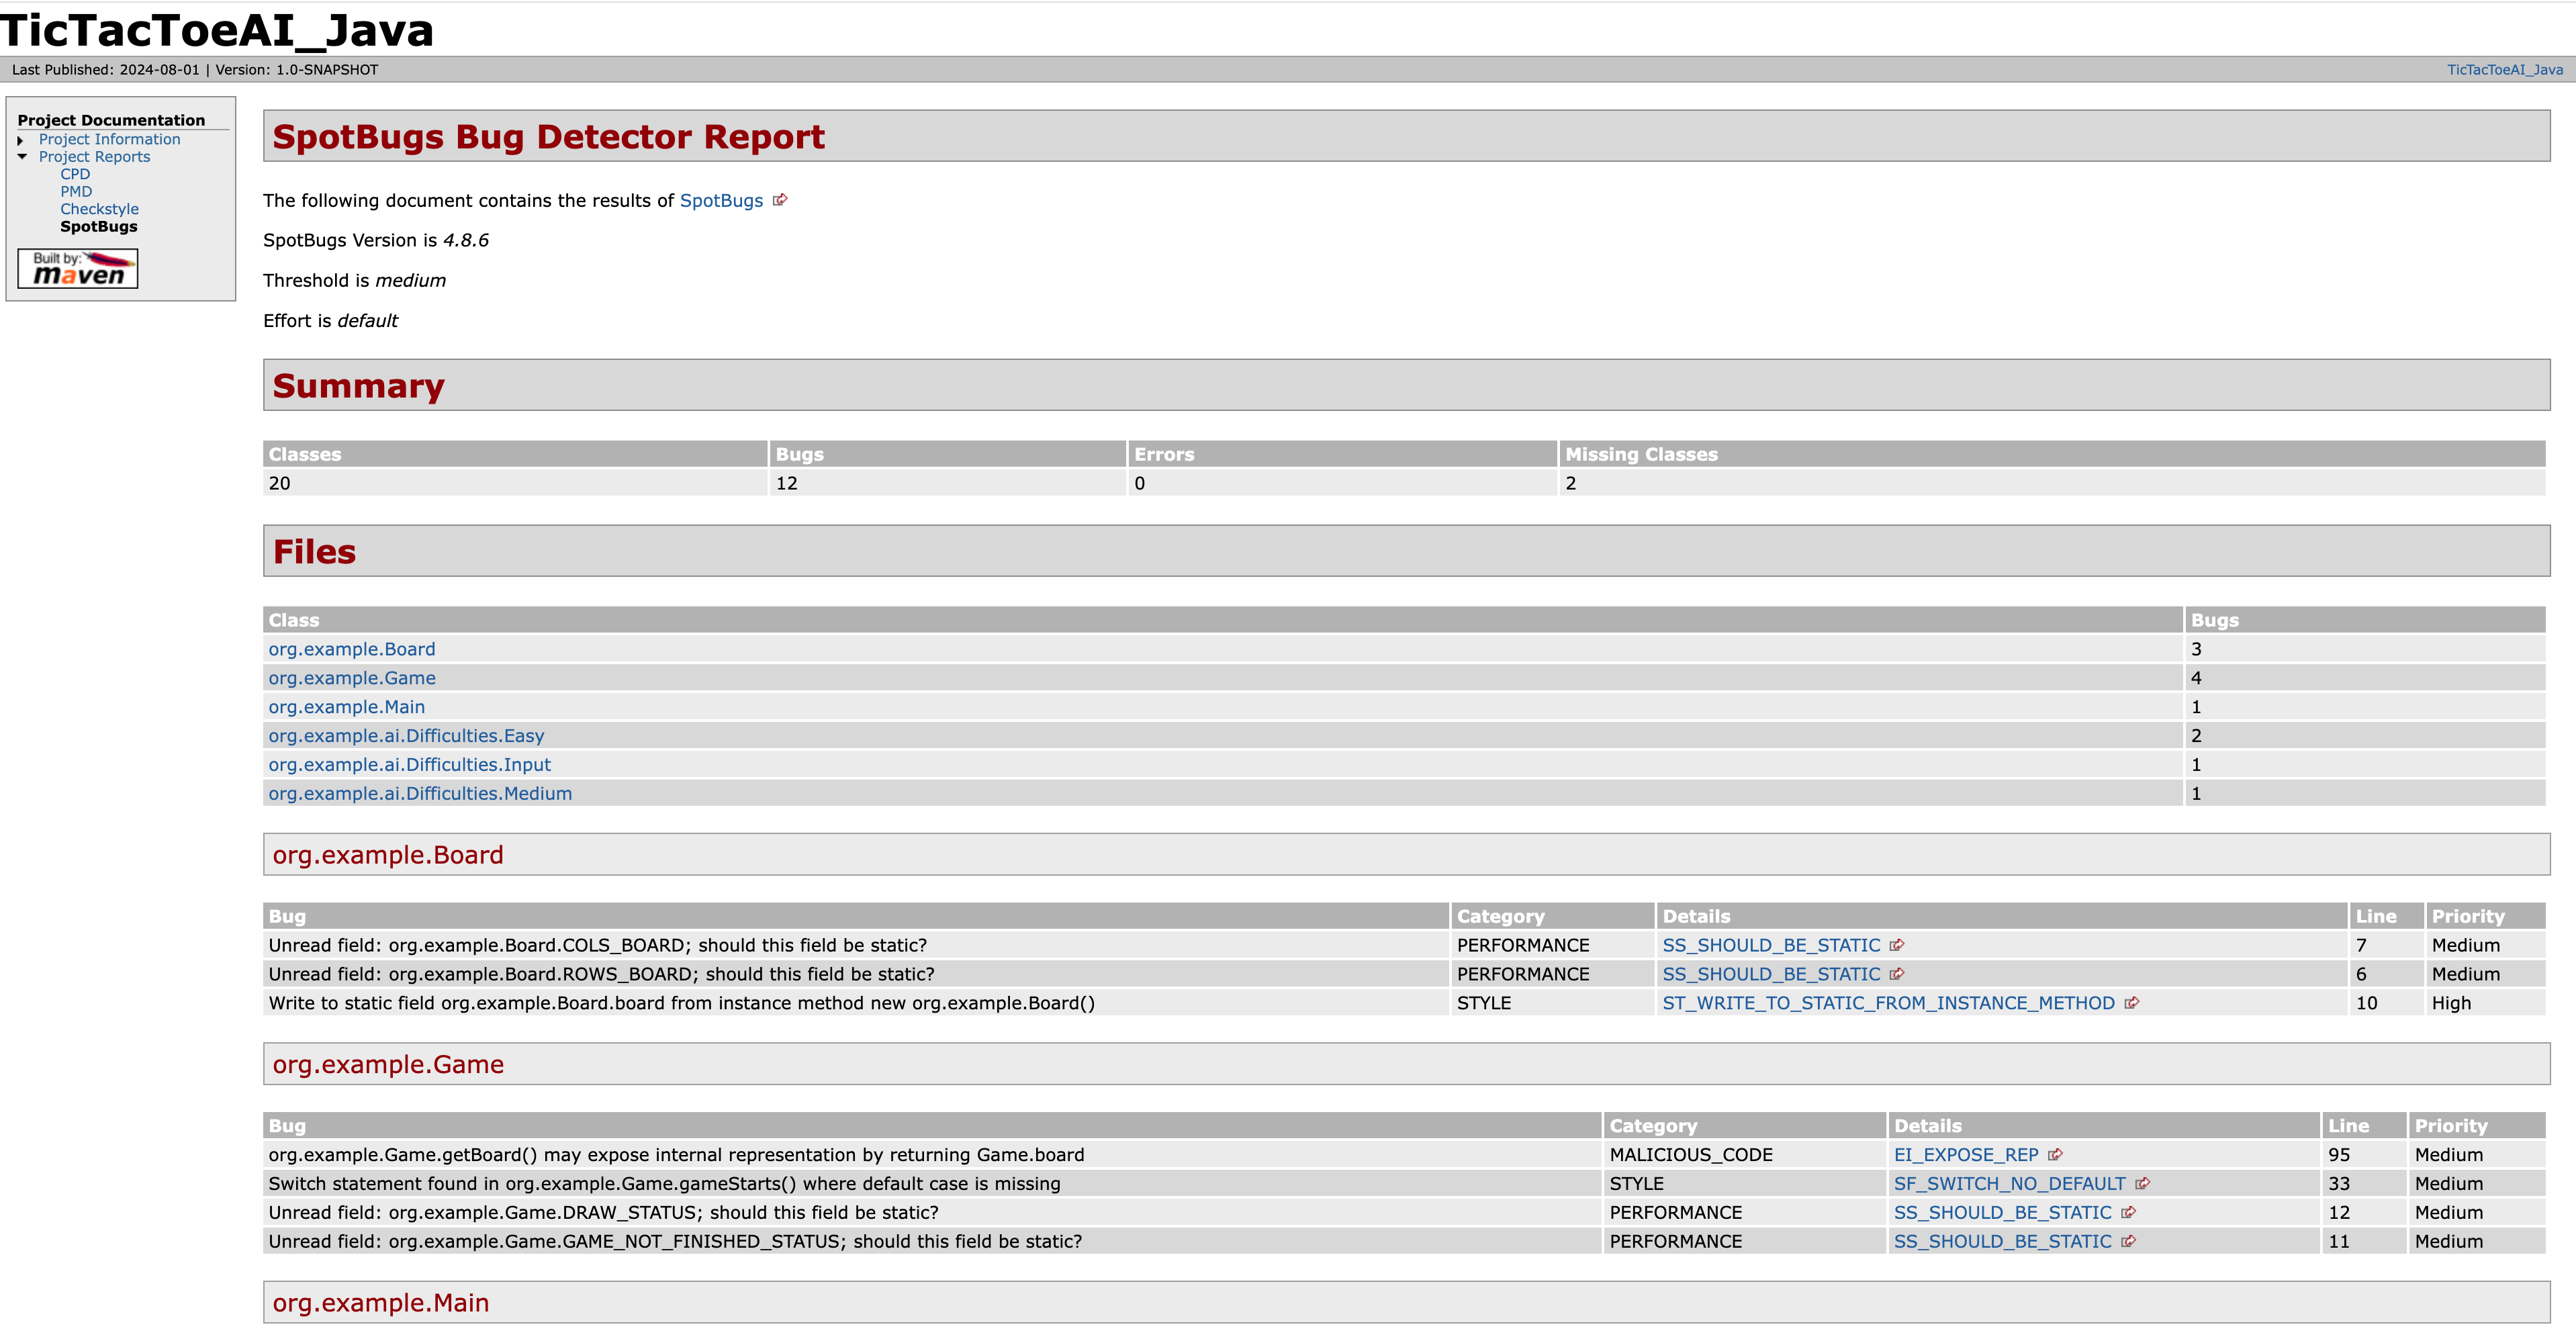 TicTacToeAI_Java
Last Published: 2024-08-01 | Version: 1.0-SNAPSHOT
TicTacToeAI_Java
Project Documentation
Project Information
Project Reports
CPD
PMD
Checkstyle
SpotBugs
Built by:
maven
SpotBugs Bug Detector Report
The following document contains the results of SpotBugs
SpotBugs Version is 4.8.6
Threshold is medium
Effort is default
Summary
Classes Bugs Errors Missing Classes
20 12 0 2
Files
Class Bugs
org.example.Board 3
org.example.Game 4
org.example.Main 1
org.example.ai.Difficulties.Easy 2
org.example.ai.Difficulties.Input 1
org.example.ai.Difficulties.Medium 1
org.example.Board
Bug Category Details Line Priority
Unread field: org.example.Board.COLS_BOARD; should this field be static? PERFORMANCE SS_SHOULD_BE_STATIC 7 Medium
Unread field: org.example.Board.ROWS_BOARD; should this field be static? PERFORMANCE SS_SHOULD_BE_STATIC 6 Medium
Write to static field org.example.Board.board from instance method new org.example.Board() STYLE ST_WRITE_TO_STATIC_FROM_INSTANCE_METHOD 10 High
org.example.Game
Bug Category Details Line Priority
org.example.Game.getBoard() may expose internal representation by returning Game.board MALICIOUS_CODE EI_EXPOSE_REP 95 Medium
Switch statement found in org.example.Game.gameStarts() where default case is missing STYLE SF_SWITCH_NO_DEFAULT 33 Medium
Unread field: org.example.Game.DRAW_STATUS; should this field be static? PERFORMANCE SS_SHOULD_BE_STATIC 12 Medium
Unread field: org.example.Game.GAME_NOT_FINISHED_STATUS; should this field be static? PERFORMANCE SS_SHOULD_BE_STATIC 11 Medium
org.example.Main